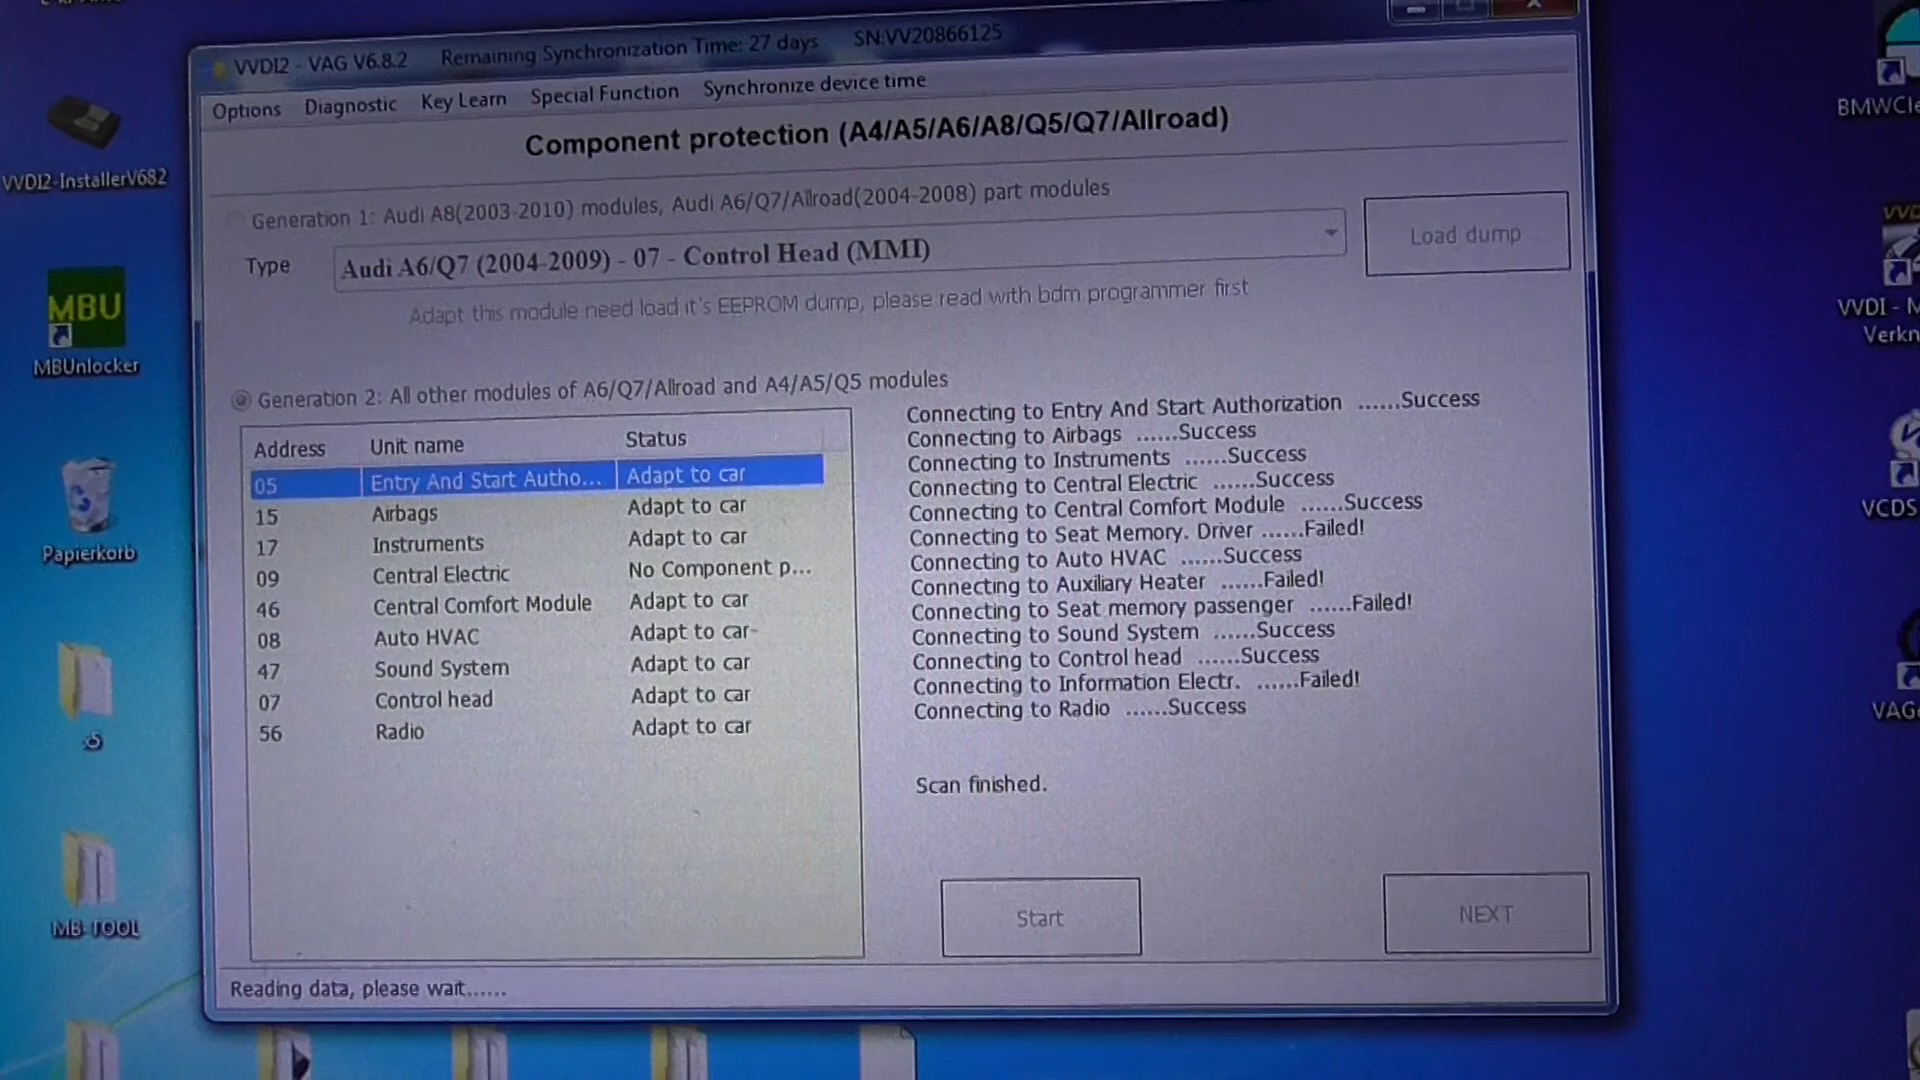 VVDI2 - VAG V6.8.2 Remaining Synchronization Time: 27 days SN:VV20866125
Options Diagnostic Key Learn Special Function Synchronize device time
Component protection (A4/A5/A6/A8/Q5/Q7/Allroad)
Generation 1: Audi A8(2003-2010) modules, Audi A6/Q7/Allroad(2004-2008) part modules
Type Audi A6/Q7 (2004-2009) - 07 - Control Head (MMI) Load dump
Adapt this module need load it's EEPROM dump, please read with bdm programmer first
Generation 2: All other modules of A6/Q7/Allroad and A4/A5/Q5 modules
Address Unit name Status
05 Entry And Start Autho... Adapt to car
15 Airbags Adapt to car
17 Instruments Adapt to car
09 Central Electric No Component p...
46 Central Comfort Module Adapt to car
08 Auto HVAC Adapt to car
47 Sound System Adapt to car
07 Control head Adapt to car
56 Radio Adapt to car
Connecting to Entry And Start Authorization ......Success
Connecting to Airbags ......Success
Connecting to Instruments ......Success
Connecting to Central Electric ......Success
Connecting to Central Comfort Module ......Success
Connecting to Seat Memory. Driver ......Failed!
Connecting to Auto HVAC ......Success
Connecting to Auxiliary Heater ......Failed!
Connecting to Seat memory passenger ......Failed!
Connecting to Sound System ......Success
Connecting to Control head ......Success
Connecting to Information Electr. ......Failed!
Connecting to Radio ......Success
Scan finished.
Start NEXT
Reading data, please wait......
VVDI2-InstallerV682
MBU
MBUnlocker
Papierkorb
MB-TOOL
VVDI - M
Verkn
VCDS